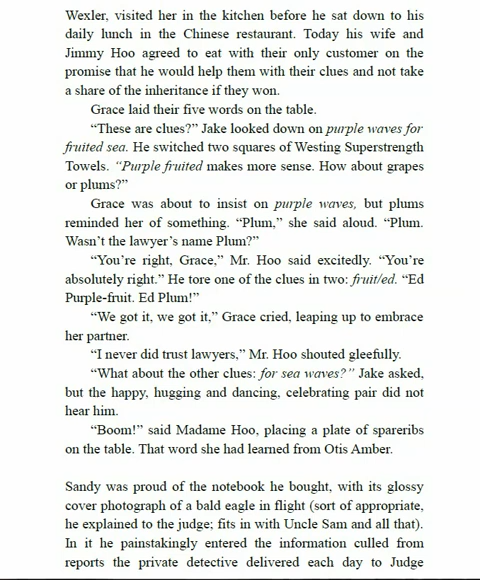 Wexler, visited her in the kitchen before he sat down to his
daily lunch in the Chinese restaurant. Today his wife and
Jimmy Hoo agreed to eat with their only customer on the
promise that he would help them with their clues and not take
a share of the inheritance if they won.
Grace laid their five words on the table.
“These are clues?” Jake looked down on purple waves for
fruited sea. He switched two squares of Westing Superstrength
Towels. “Purple fruited makes more sense. How about grapes
or plums?”
Grace was about to insist on purple waves, but plums
reminded her of something. “Plum,” she said aloud. “Plum.
Wasn’t the lawyer’s name Plum?”
“You’re right, Grace,” Mr. Hoo said excitedly. “You’re
absolutely right.” He tore one of the clues in two: fruit/ed. “Ed
Purple-fruit. Ed Plum!”
“We got it, we got it,” Grace cried, leaping up to embrace
her partner.
“I never did trust lawyers,” Mr. Hoo shouted gleefully.
“What about the other clues: for sea waves?” Jake asked,
but the happy, hugging and dancing, celebrating pair did not
hear him.
“Boom!” said Madame Hoo, placing a plate of spareribs
on the table. That word she had learned from Otis Amber.
Sandy was proud of the notebook he bought, with its glossy
cover photograph of a bald eagle in flight (sort of appropriate,
he explained to the judge; fits in with Uncle Sam and all that).
In it he painstakingly entered the information culled from
reports the private detective delivered each day to Judge